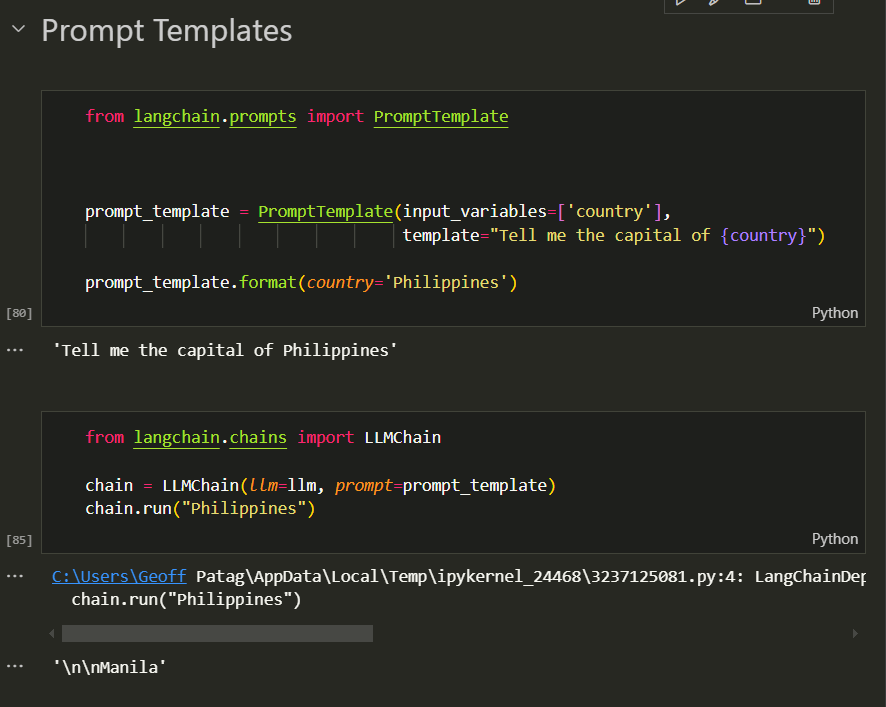 Prompt Templates
from langchain.prompts import PromptTemplate
prompt_template = PromptTemplate(input_variables=['country'],
template="Tell me the capital of {country}")
prompt_template.format(country='Philippines')
[80]
Python
'Tell me the capital of Philippines'
from langchain.chains import LLMChain
chain = LLMChain(llm=llm, prompt=prompt_template)
chain.run("Philippines")
[85]
Python
C:\Users\Geoff Patag\AppData\Local\Temp\ipykernel_24468\3237125081.py:4: LangChainDep
chain.run("Philippines")
'\n\nManila'